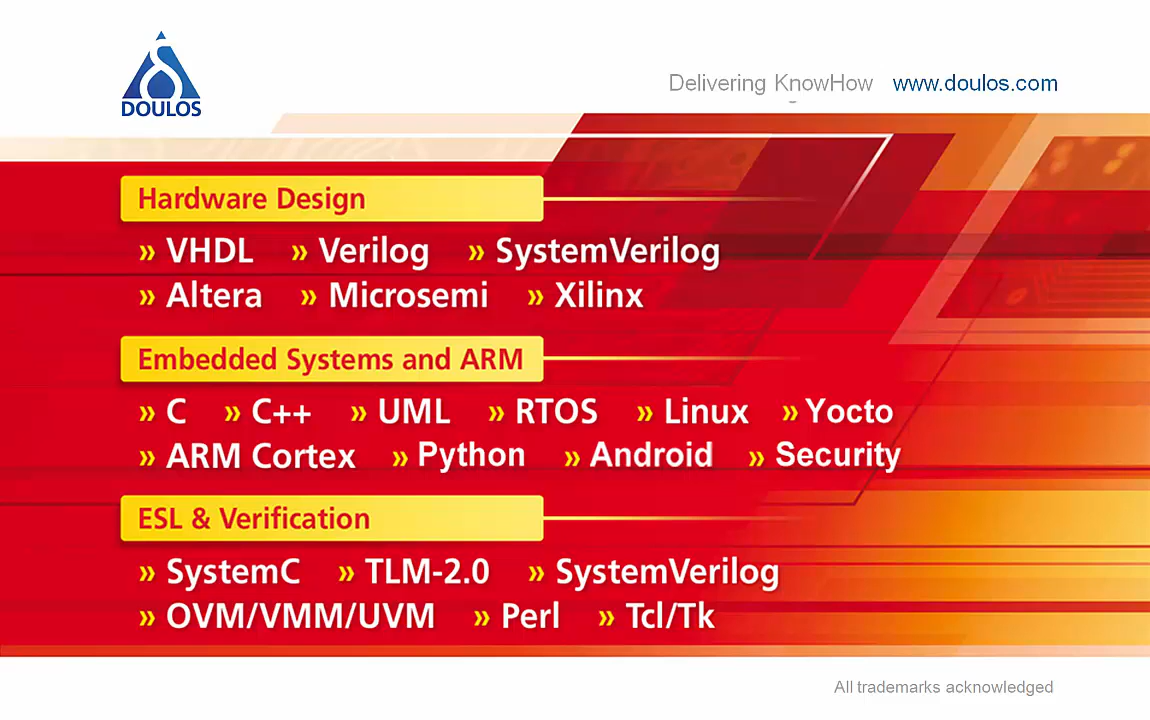 DOULOS
Delivering KnowHow www.doulos.com
Hardware Design
» VHDL » Verilog » SystemVerilog
» Altera » Microsemi » Xilinx
Embedded Systems and ARM
» C » C++ » UML » RTOS » Linux » Yocto
» ARM Cortex » Python » Android » Security
ESL & Verification
» SystemC » TLM-2.0 » SystemVerilog
» OVM/VMM/UVM » Perl » Tcl/Tk
All trademarks acknowledged